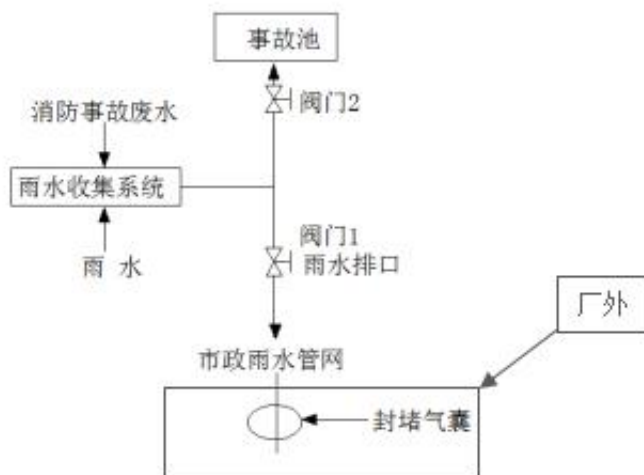 事故池
阀门2
消防事故废水
雨水收集系统
阀门1
雨 水
雨水排口
厂外
市政雨水管网
封堵气囊